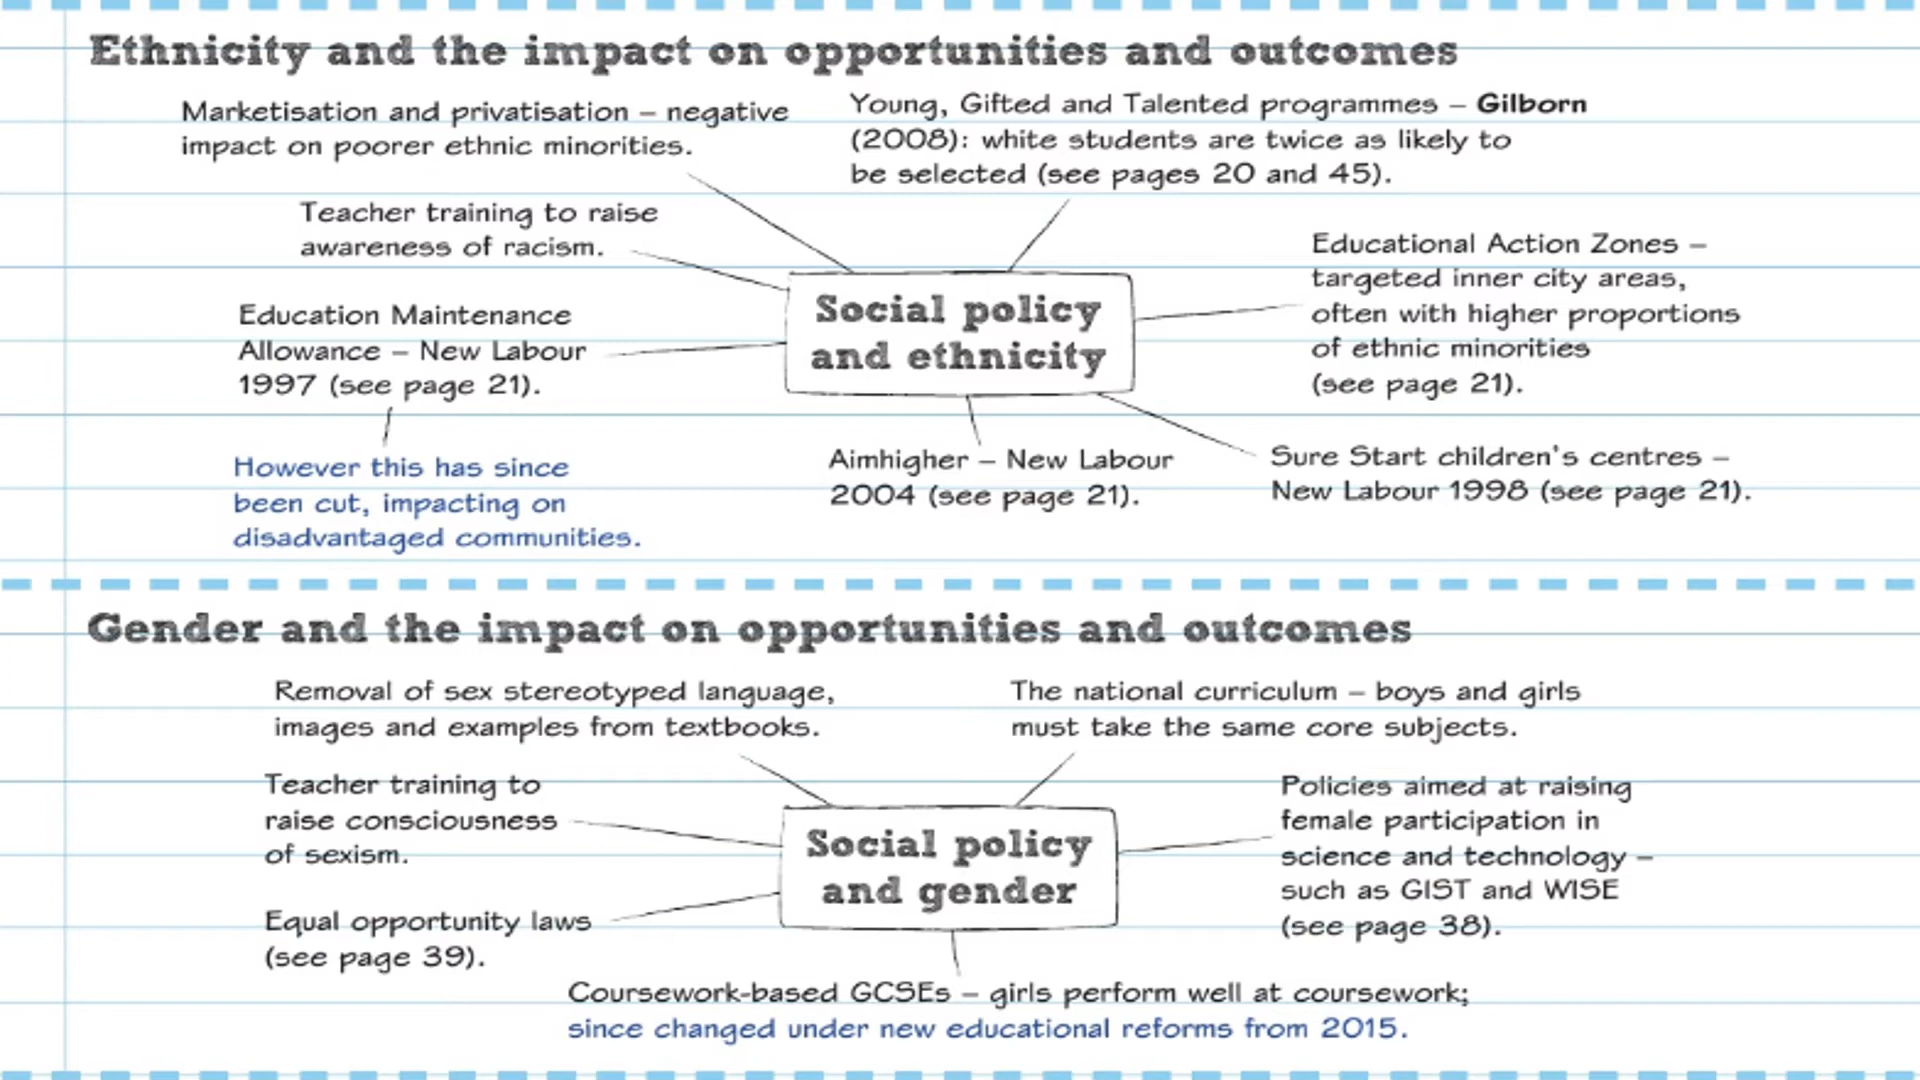 Ethnicity and the impact on opportunities and outcomes
Marketisation and privatisation – negative
impact on poorer ethnic minorities.
Young, Gifted and Talented programmes – Gilborn
(2008): white students are twice as likely to
be selected (see pages 20 and 45).
Teacher training to raise
awareness of racism.
Educational Action Zones –
targeted inner city areas,
often with higher proportions
of ethnic minorities
(see page 21).
Social policy
and ethnicity
Education Maintenance
Allowance – New Labour
1997 (see page 21).
However this has since
been cut, impacting on
disadvantaged communities.
Aimhigher – New Labour
2004 (see page 21).
Sure Start children's centres –
New Labour 1998 (see page 21).
Gender and the impact on opportunities and outcomes
Removal of sex stereotyped language,
images and examples from textbooks.
The national curriculum – boys and girls
must take the same core subjects.
Teacher training to
raise consciousness
of sexism.
Policies aimed at raising
female participation in
science and technology –
such as GIST and WISE
(see page 38).
Social policy
and gender
Equal opportunity laws
(see page 39).
Coursework-based GCSEs – girls perform well at coursework;
since changed under new educational reforms from 2015.